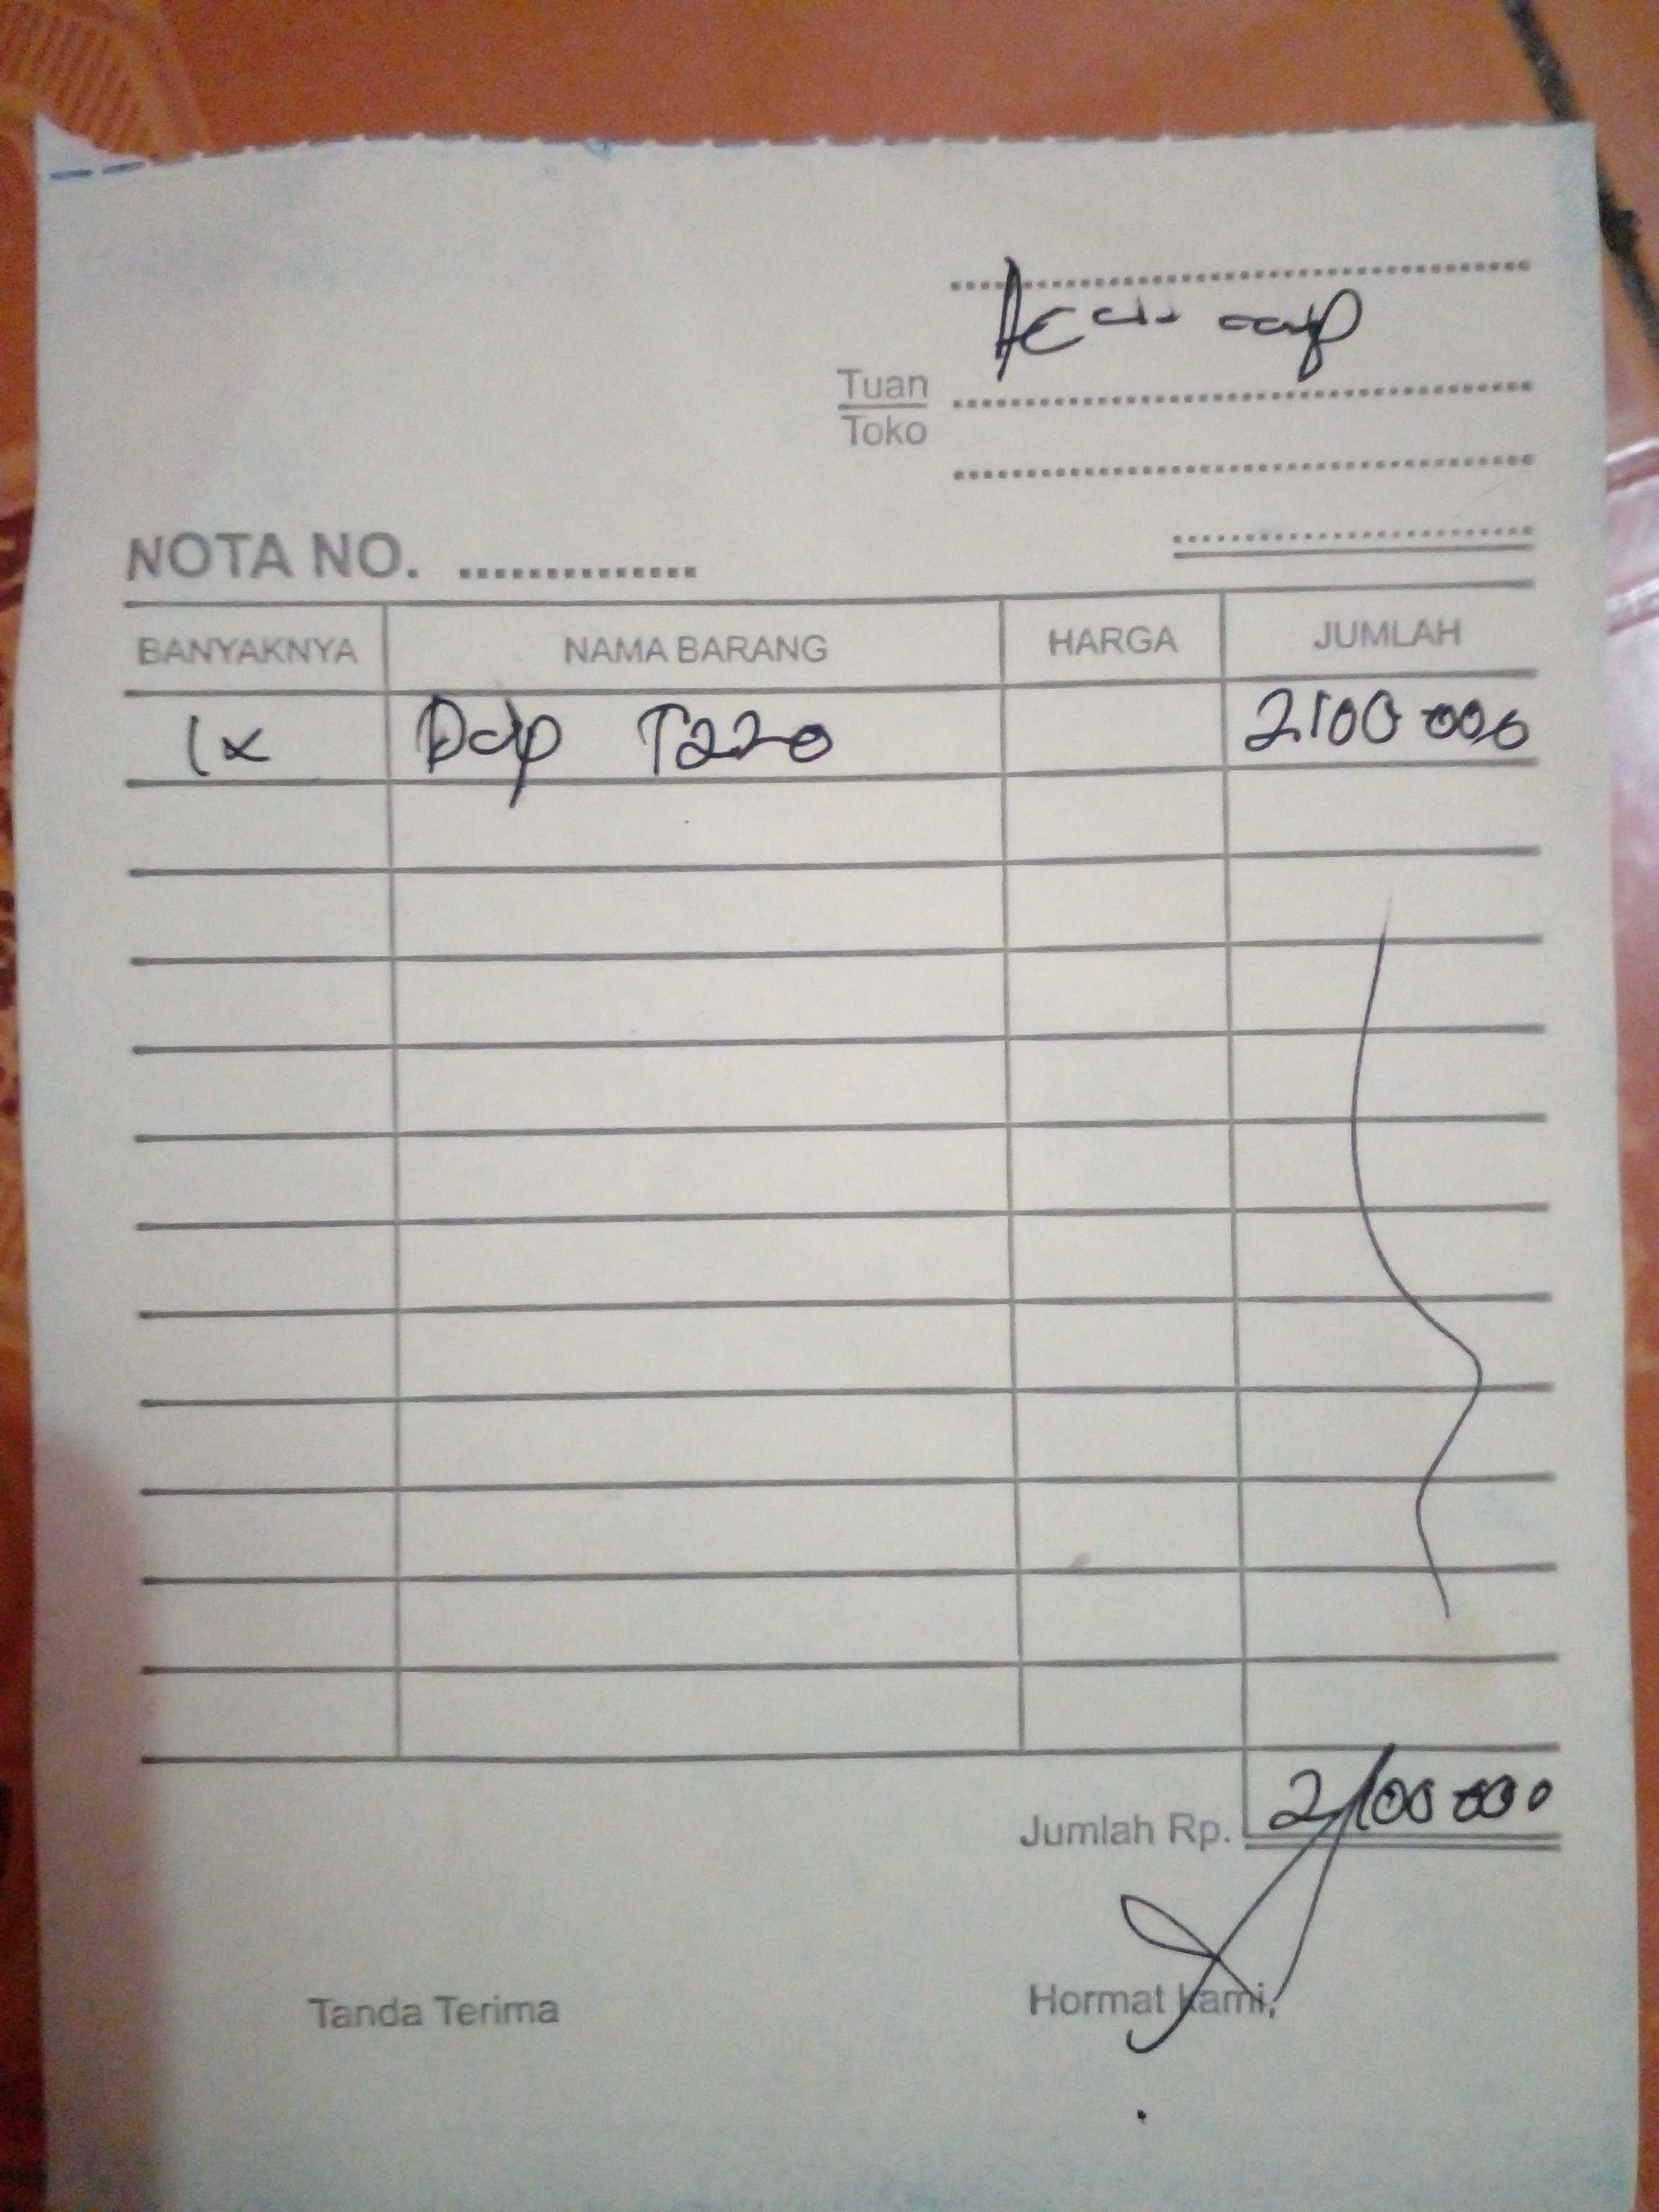 Tuan
Toko
NOTA NO. ...............
BANYAKNYA NAMA BARANG HARGA JUMLAH
1x T220 2100 000
Jumlah Rp. 2100 000
Tanda Terima Hormat kami,